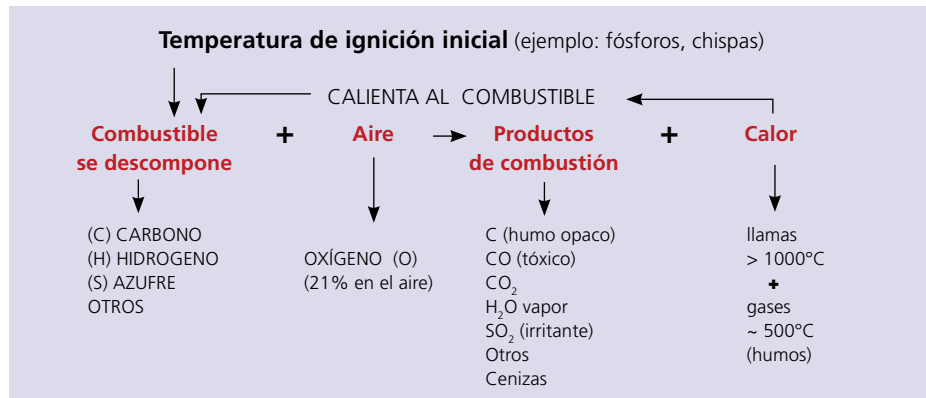 Temperatura de ignición inicial (ejemplo: fósforos, chispas)
CALIENTA AL COMBUSTIBLE
Combustible se descompone + Aire Productos de combustión + Calor
(C) CARBONO
(H) HIDROGENO
(S) AZUFRE
OTROS
OXÍGENO (O)
(21% en el aire)
C (humo opaco)
CO (tóxico)
CO₂
H₂O vapor
SO₂ (irritante)
Otros
Cenizas
llamas
> 1000°C
+
gases
~ 500°C
(humos)